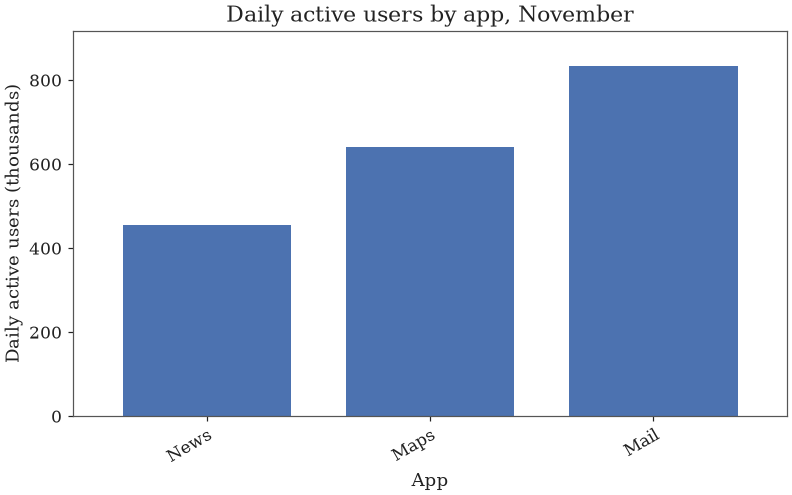 Daily active users by app, November
Daily active users (thousands)
800
600
400
200
0
News
Maps
Mail
App